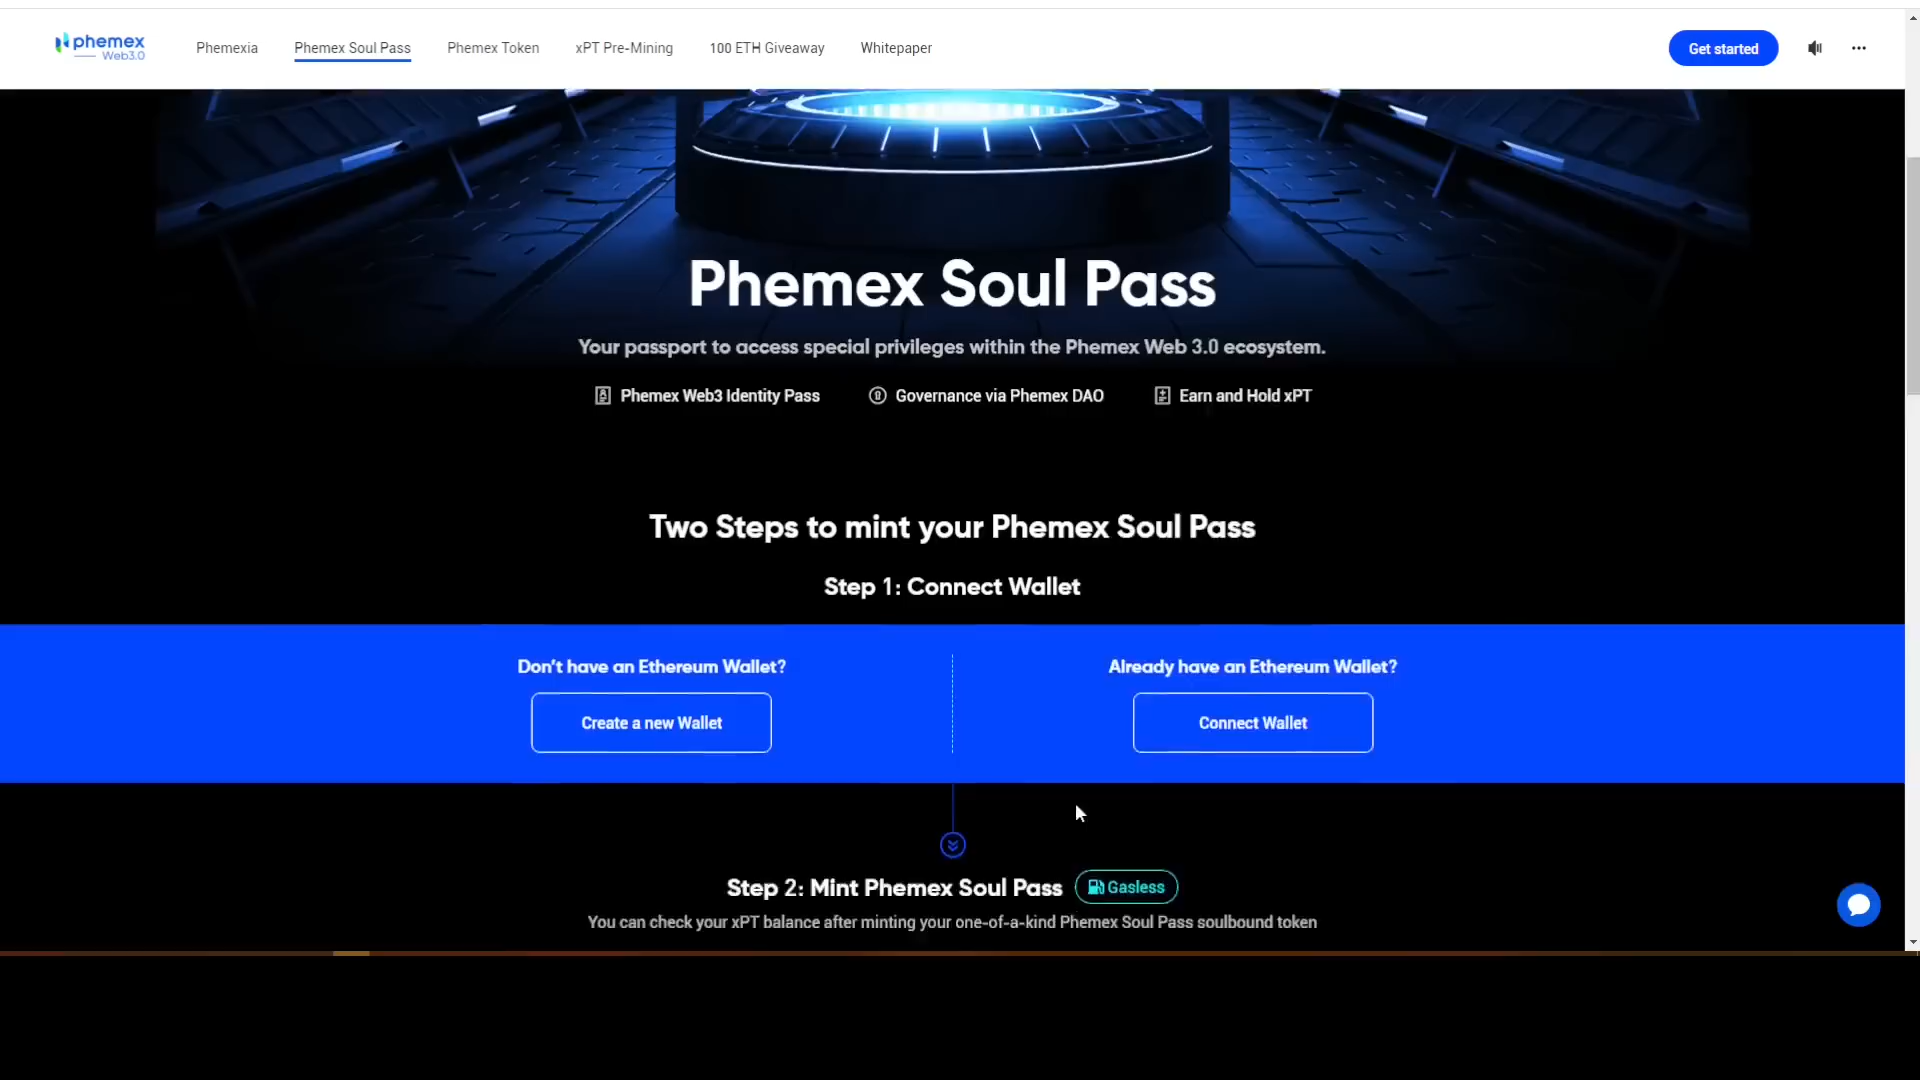 phemex
Web3.0
Phemexia
Phemex Soul Pass
Phemex Token
xPT Pre-Mining
100 ETH Giveaway
Whitepaper
Get started
Phemex Soul Pass
Your passport to access special privileges within the Phemex Web 3.0 ecosystem.
Phemex Web3 Identity Pass
Governance via Phemex DAO
Earn and Hold xPT
Two Steps to mint your Phemex Soul Pass
Step 1: Connect Wallet
Don't have an Ethereum Wallet?
Create a new Wallet
Already have an Ethereum Wallet?
Connect Wallet
Step 2: Mint Phemex Soul Pass
Gasless
You can check your xPT balance after minting your one-of-a-kind Phemex Soul Pass soulbound token